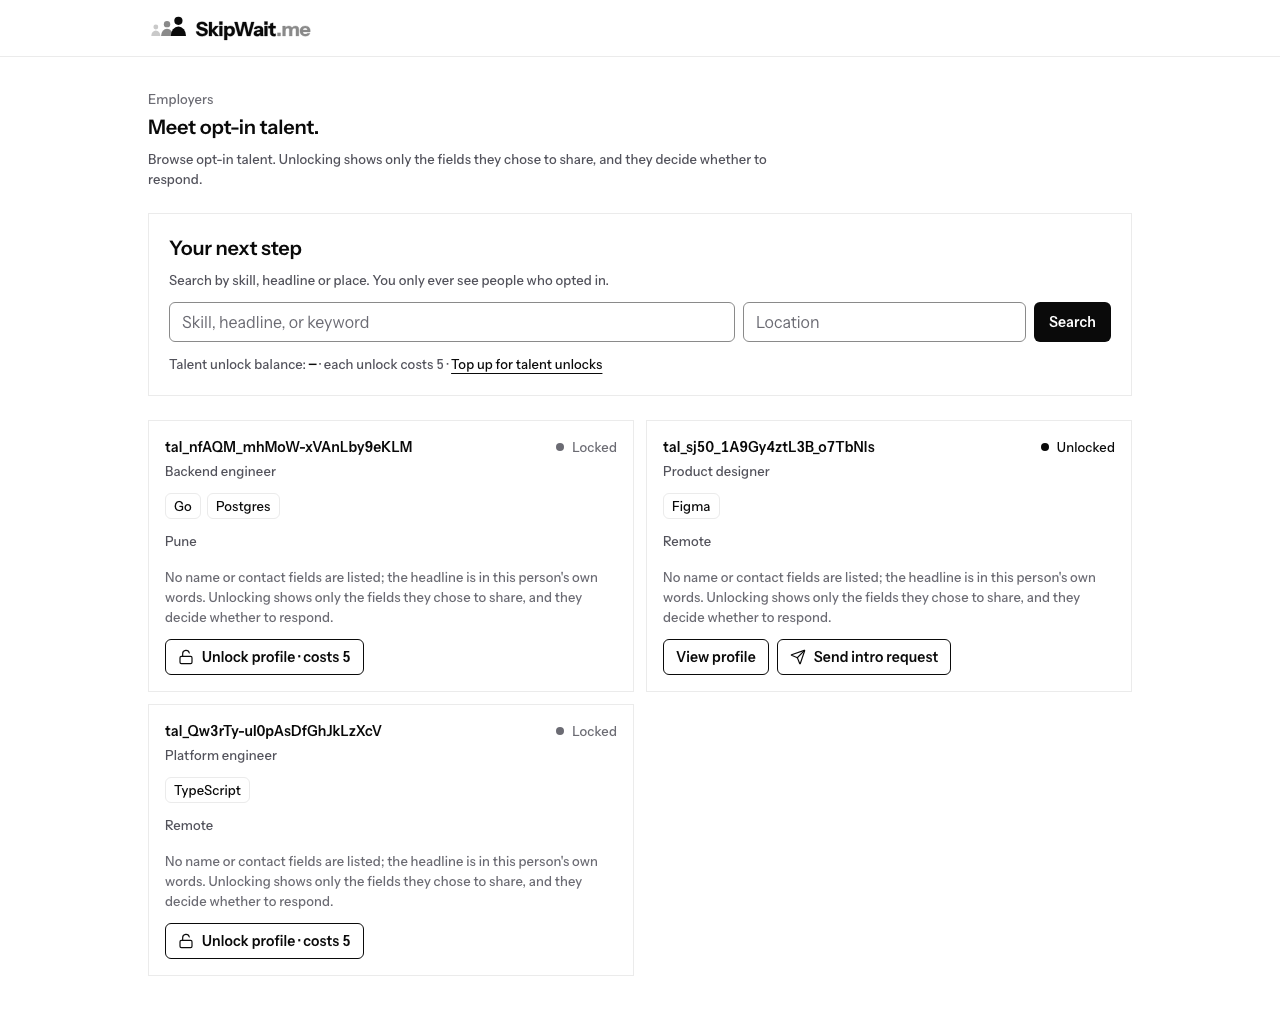 SkipWait.me
Employers
Meet opt-in talent.
Browse opt-in talent. Unlocking shows only the fields they chose to share, and they decide whether to
respond.
Your next step
Search by skill, headline or place. You only ever see people who opted in.
Skill, headline, or keyword
Location
Search
Talent unlock balance: – · each unlock costs 5 · Top up for talent unlocks
tal_nfAQM_mhMoW-xVAnLby9eKLM
Locked
Backend engineer
Go
Postgres
Pune
No name or contact fields are listed; the headline is in this person's own
words. Unlocking shows only the fields they chose to share, and they
decide whether to respond.
Unlock profile · costs 5
tal_sj50_1A9Gy4ztL3B_o7TbNls
Unlocked
Product designer
Figma
Remote
No name or contact fields are listed; the headline is in this person's own
words. Unlocking shows only the fields they chose to share, and they
decide whether to respond.
View profile
Send intro request
tal_Qw3rTy-ul0pAsDfGhJkLzXcV
Locked
Platform engineer
TypeScript
Remote
No name or contact fields are listed; the headline is in this person's own
words. Unlocking shows only the fields they chose to share, and they
decide whether to respond.
Unlock profile · costs 5